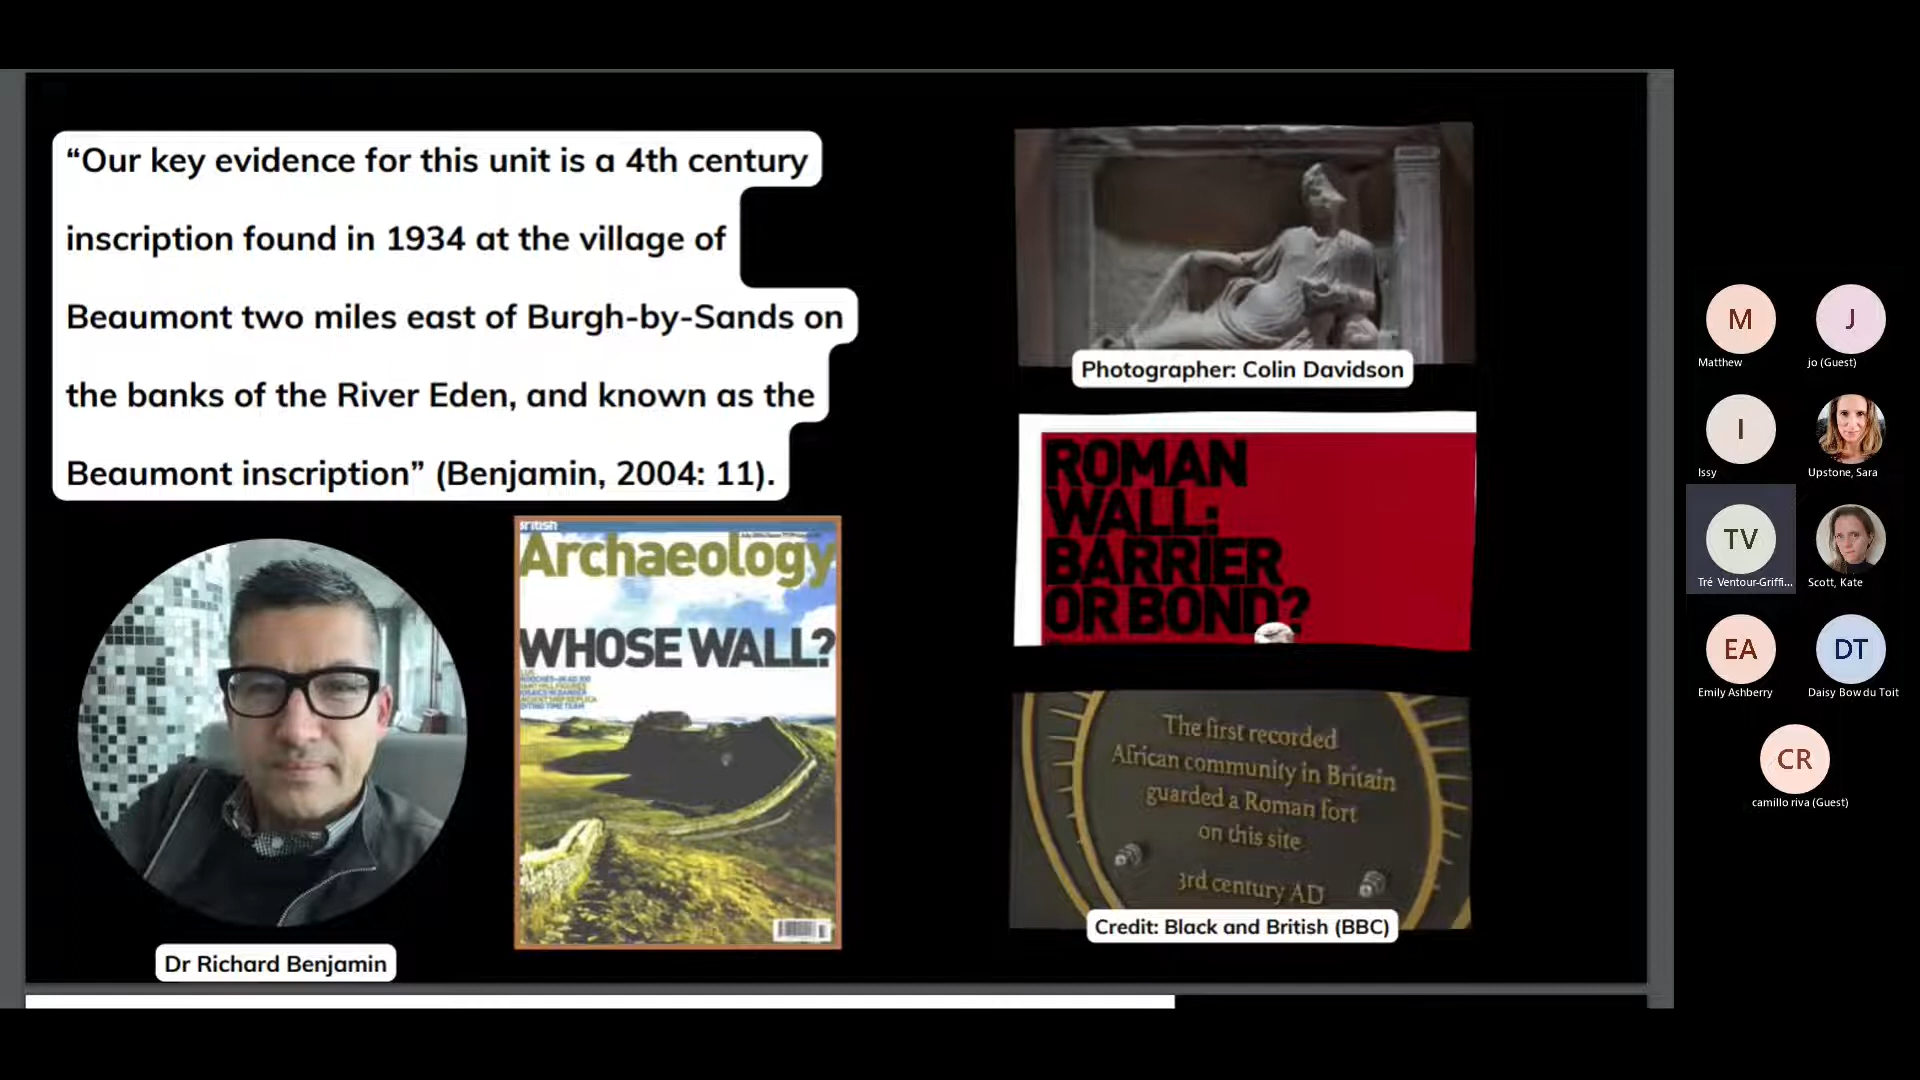 “Our key evidence for this unit is a 4th century
inscription found in 1934 at the village of
Beaumont two miles east of Burgh-by-Sands on
the banks of the River Eden, and known as the
Beaumont inscription” (Benjamin, 2004: 11).
Dr Richard Benjamin
British
Archaeology
WHOSE WALL?
Photographer: Colin Davidson
ROMAN
WALL:
BARRIER
OR BOND?
The first recorded
African community in Britain
guarded a Roman fort
on this site
3rd century AD
Credit: Black and British (BBC)
M
Matthew
J
jo (Guest)
I
Issy
Upstone, Sara
TV
Tré Ventour-Griffi...
Scott, Kate
EA
Emily Ashberry
DT
Daisy Bow du Toit
CR
camillo riva (Guest)